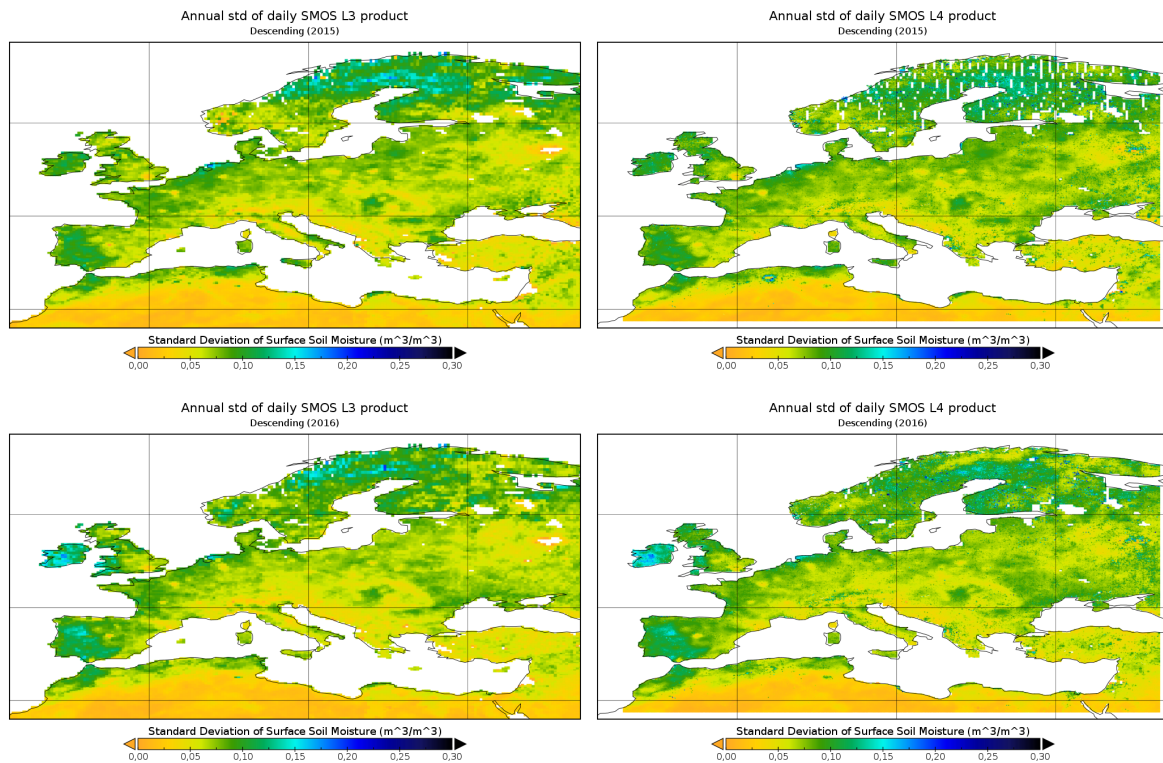 Annual std of daily SMOS L3 product
Descending (2015)
Standard Deviation of Surface Soil Moisture (m^3/m^3)
0,00 0,05 0,10 0,15 0,20 0,25 0,30
Annual std of daily SMOS L4 product
Descending (2015)
Standard Deviation of Surface Soil Moisture (m^3/m^3)
0,00 0,05 0,10 0,15 0,20 0,25 0,30
Annual std of daily SMOS L3 product
Descending (2016)
Standard Deviation of Surface Soil Moisture (m^3/m^3)
0,00 0,05 0,10 0,15 0,20 0,25 0,30
Annual std of daily SMOS L4 product
Descending (2016)
Standard Deviation of Surface Soil Moisture (m^3/m^3)
0,00 0,05 0,10 0,15 0,20 0,25 0,30